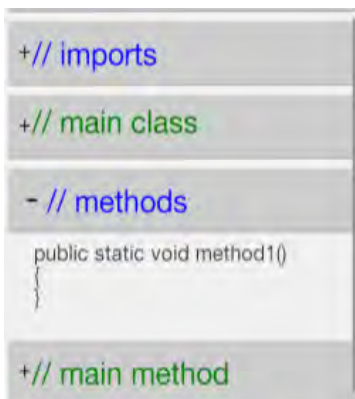 +// imports
+// main class
- // methods
public static void method1()
{
}
+// main method